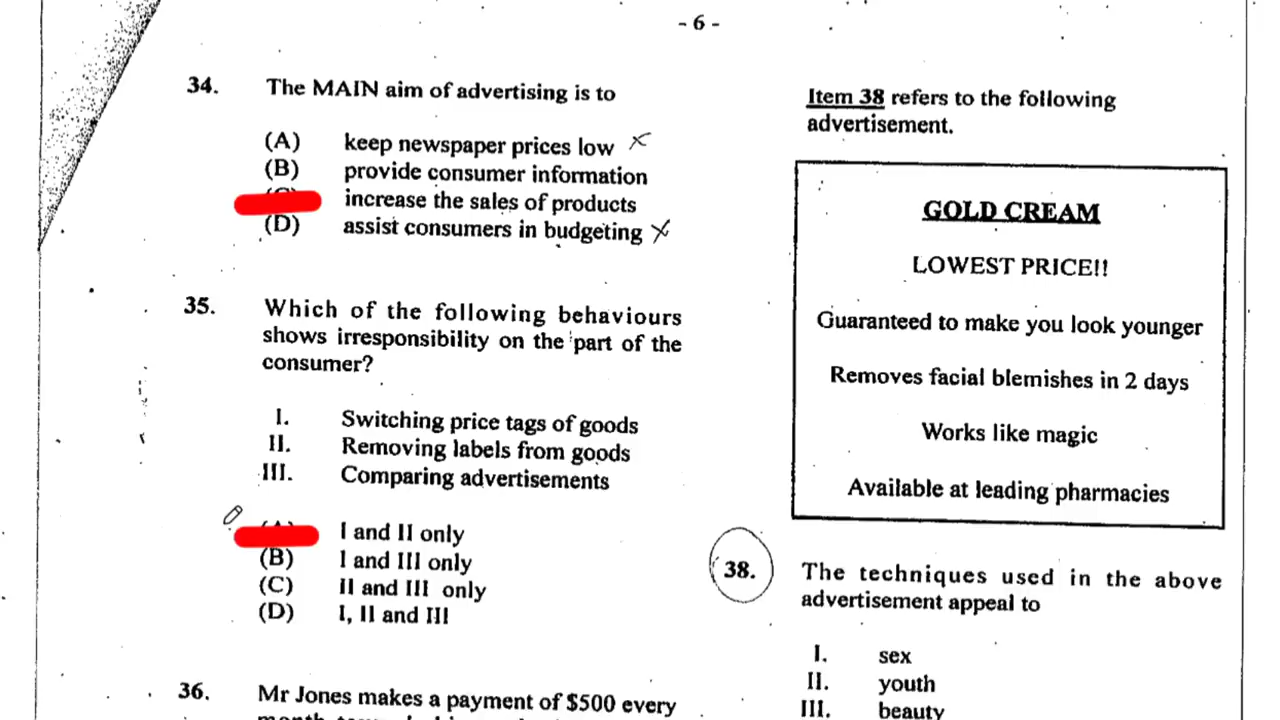 - 6 -
34. The MAIN aim of advertising is to
(A) keep newspaper prices low
(B) provide consumer information
increase the sales of products
(D) assist consumers in budgeting
35. Which of the following behaviours
shows irresponsibility on the part of the
consumer?
I. Switching price tags of goods
II. Removing labels from goods
III. Comparing advertisements
I and II only
(B) I and III only
(C) II and III only
(D) I, II and III
36. Mr Jones makes a payment of $500 every
Item 38 refers to the following
advertisement.
GOLD CREAM
LOWEST PRICE!!
Guaranteed to make you look younger
Removes facial blemishes in 2 days
Works like magic
Available at leading pharmacies
38. The techniques used in the above
advertisement appeal to
I. sex
II. youth
III. beauty